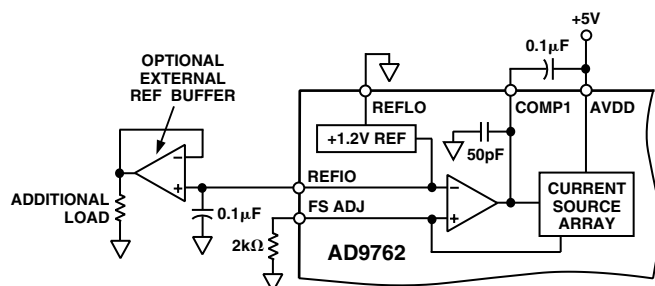 +5V
0.1μF
OPTIONAL
EXTERNAL
REF BUFFER
REFLO
COMP1
AVDD
+1.2V REF
50pF
−
+
REFIO
−
+
ADDITIONAL
LOAD
0.1μF
FS ADJ
2kΩ
AD9762
CURRENT
SOURCE
ARRAY